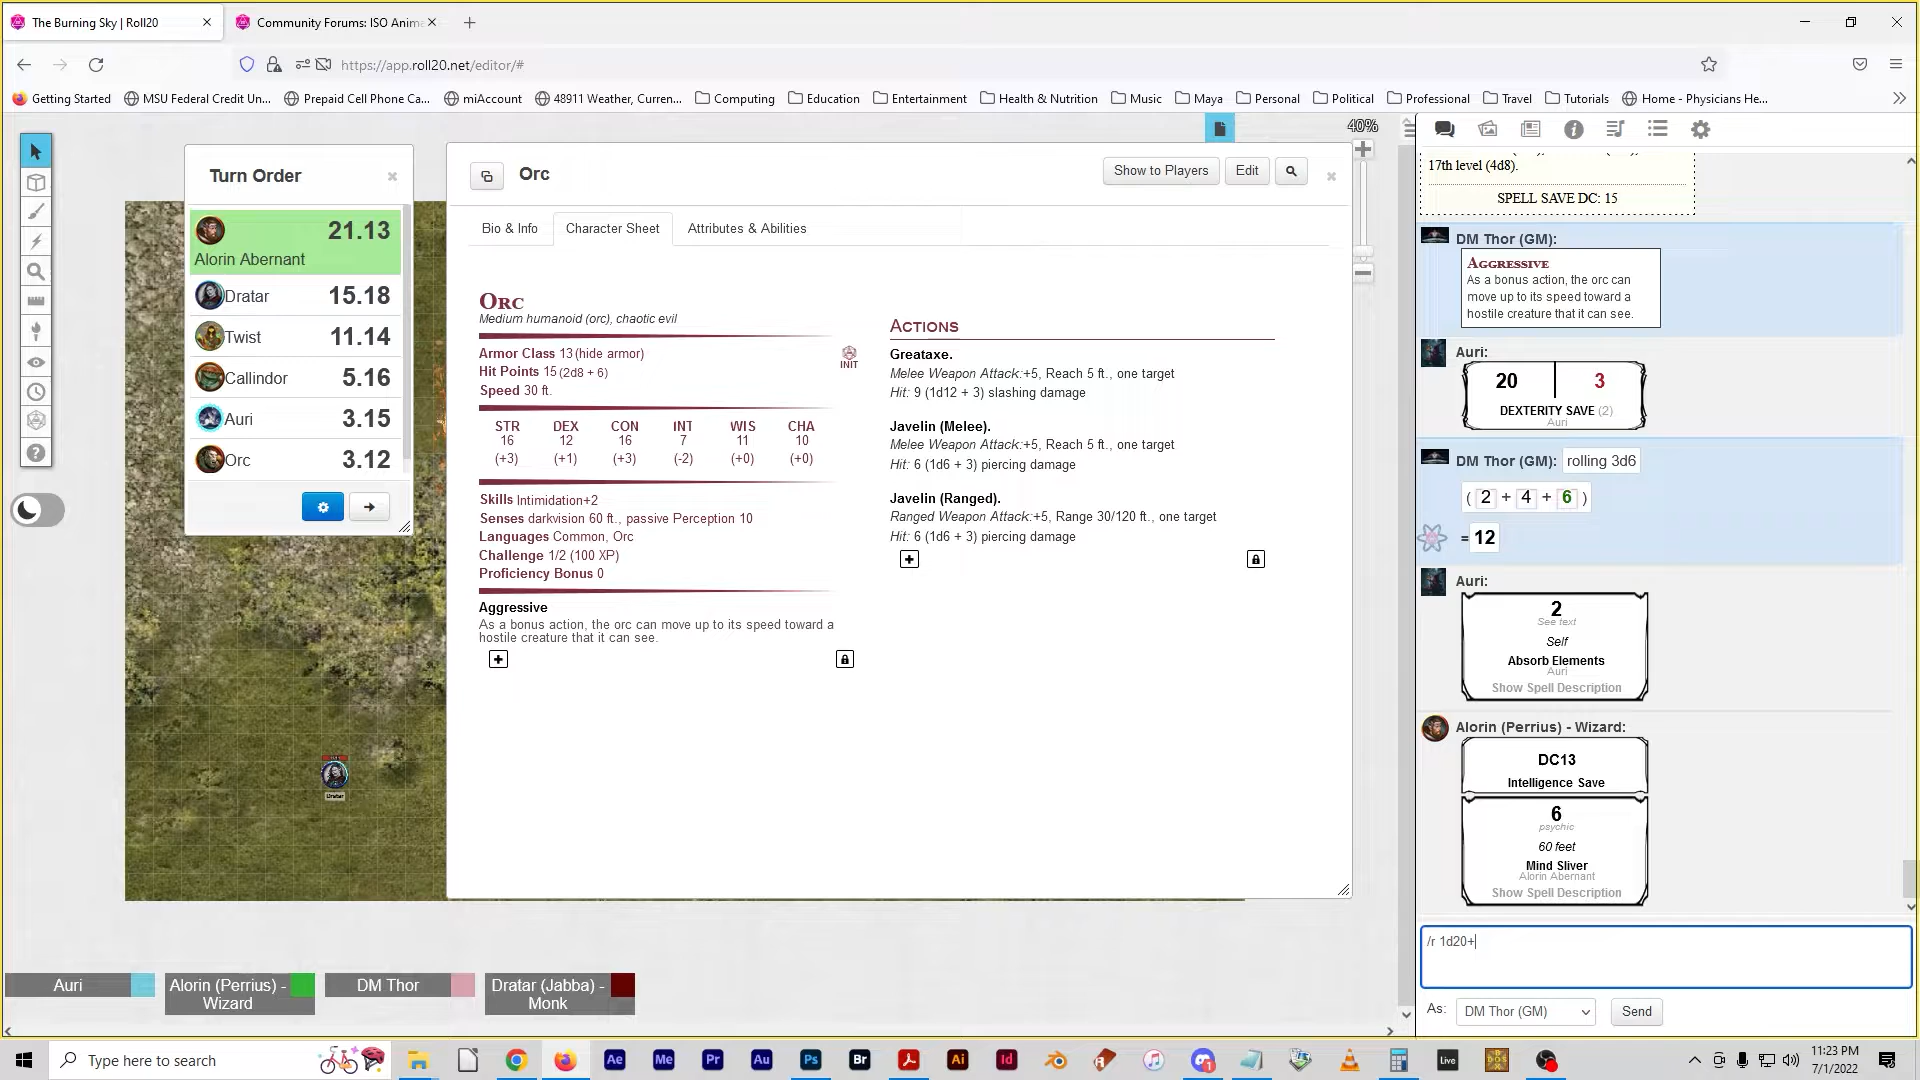 The Burning Sky | Roll20
Community Forums: ISO Anima
https://app.roll20.net/editor/#
Getting Started
MSU Federal Credit Un...
Prepaid Cell Phone Ca...
miAccount
48911 Weather, Curren...
Computing
Education
Entertainment
Health & Nutrition
Music
Maya
Personal
Political
Professional
Travel
Tutorials
Home - Physicians He...
40%
Turn Order
21.13
Alorin Abernant
Dratar 15.18
Twist 11.14
Callindor 5.16
Auri 3.15
Orc 3.12
Orc
Show to Players
Edit
Bio & Info
Character Sheet
Attributes & Abilities
Orc
Medium humanoid (orc), chaotic evil
Armor Class 13 (hide armor)
Hit Points 15 (2d8 + 6)
Speed 30 ft.
INIT
STR DEX CON INT WIS CHA
16 12 16 7 11 10
(+3) (+1) (+3) (-2) (+0) (+0)
Skills Intimidation+2
Senses darkvision 60 ft., passive Perception 10
Languages Common, Orc
Challenge 1/2 (100 XP)
Proficiency Bonus 0
Aggressive
As a bonus action, the orc can move up to its speed toward a
hostile creature that it can see.
Actions
Greataxe.
Melee Weapon Attack:+5, Reach 5 ft., one target
Hit: 9 (1d12 + 3) slashing damage
Javelin (Melee).
Melee Weapon Attack:+5, Reach 5 ft., one target
Hit: 6 (1d6 + 3) piercing damage
Javelin (Ranged).
Ranged Weapon Attack:+5, Range 30/120 ft., one target
Hit: 6 (1d6 + 3) piercing damage
Dratar
17th level (4d8).
SPELL SAVE DC: 15
DM Thor (GM):
Aggressive
As a bonus action, the orc can
move up to its speed toward a
hostile creature that it can see.
Auri:
20 3
DEXTERITY SAVE (2)
Auri
DM Thor (GM): rolling 3d6
( 2 + 4 + 6 )
= 12
Auri:
2
See text
Self
Absorb Elements
Auri
Show Spell Description
Alorin (Perrius) - Wizard:
DC13
Intelligence Save
6
psychic
60 feet
Mind Sliver
Alorin Abernant
Show Spell Description
/r 1d20+
As: DM Thor (GM) Send
Auri
Alorin (Perrius) -
Wizard
DM Thor
Dratar (Jabba) -
Monk
Type here to search
Ae
Me
Pr
Au
Ps
Br
Ai
Id
1
Live
11:23 PM
7/1/2022